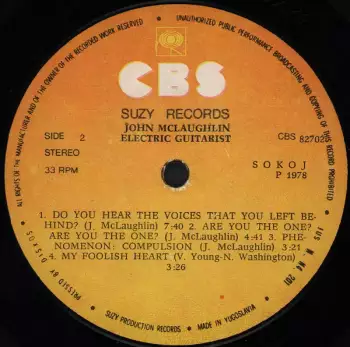 ALL RIGHTS OF THE MANUFACTURER AND OF THE OWNER OF THE RECORDED WORK RESERVED •
UNAUTHORIZED PUBLIC PERFORMANCE BROADCASTING AND COPYING OF THIS RECORD PROHIBITED
CBS
SUZY RECORDS
JOHN MCLAUGHLIN
ELECTRIC GUITARIST
SIDE 2
STEREO
33 RPM
CBS 82702
S O K O J
P 1978
1. DO YOU HEAR THE VOICES THAT YOU LEFT BE-
HIND? (J. McLaughlin) 7:40 2. ARE YOU THE ONE?
ARE YOU THE ONE? (J. McLaughlin) 4:41 3. PHE-
NOMENON: COMPULSION (J. McLaughlin) 3:21
4. MY FOOLISH HEART (V. Young-N. Washington)
3:26
PRESSED BY
SUZY PRODUCTION RECORDS • MADE IN YUGOSLAVIA